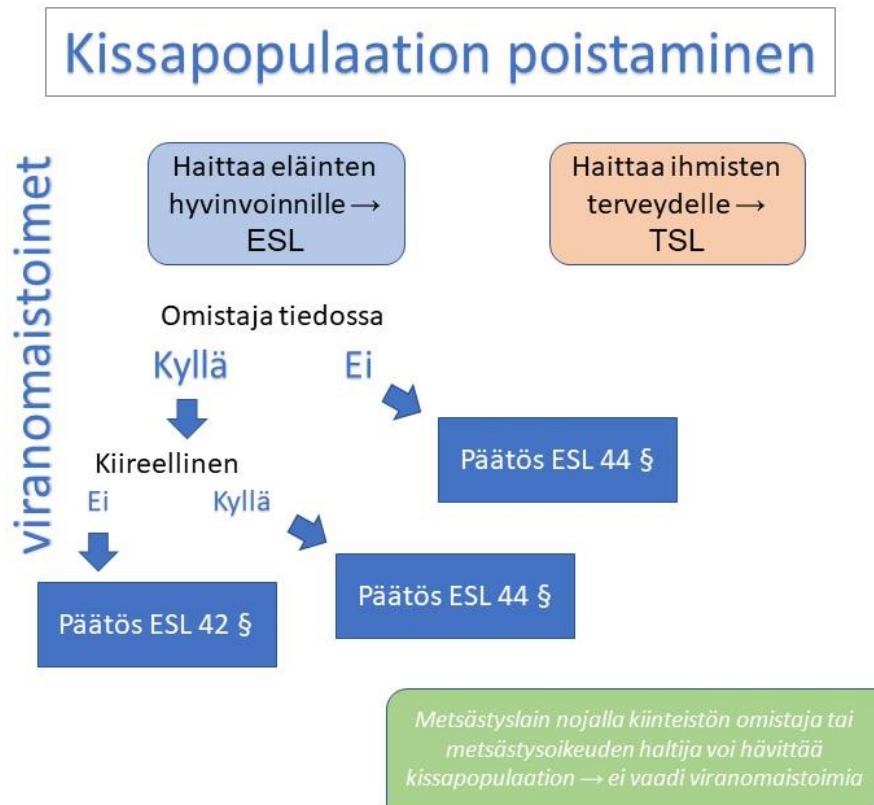 Kissapopulaation poistaminen
viranomaistoimet
Haittaa eläinten
hyvinvoinnille →
ESL
Haittaa ihmisten
terveydelle →
TSL
Omistaja tiedossa
Kyllä
Ei
Päätös ESL 44 §
Kiireellinen
Ei
Kyllä
Päätös ESL 44 §
Päätös ESL 42 §
Metsästyslain nojalla kiinteistön omistaja tai
metsästysoikeuden haltija voi hävittää
kissapopulaation → ei vaadi viranomaistoimia